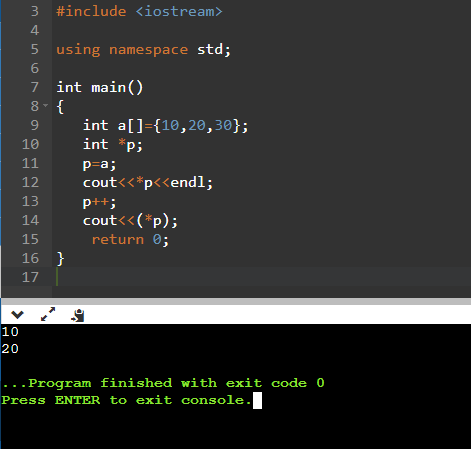 3 #include <iostream>
4
5 using namespace std;
6
7 int main()
8 {
9 int a[]={10,20,30};
10 int *p;
11 p=a;
12 cout<<*p<<endl;
13 p++;
14 cout<<(*p);
15 return 0;
16 }
17
10
20
...Program finished with exit code 0
Press ENTER to exit console.